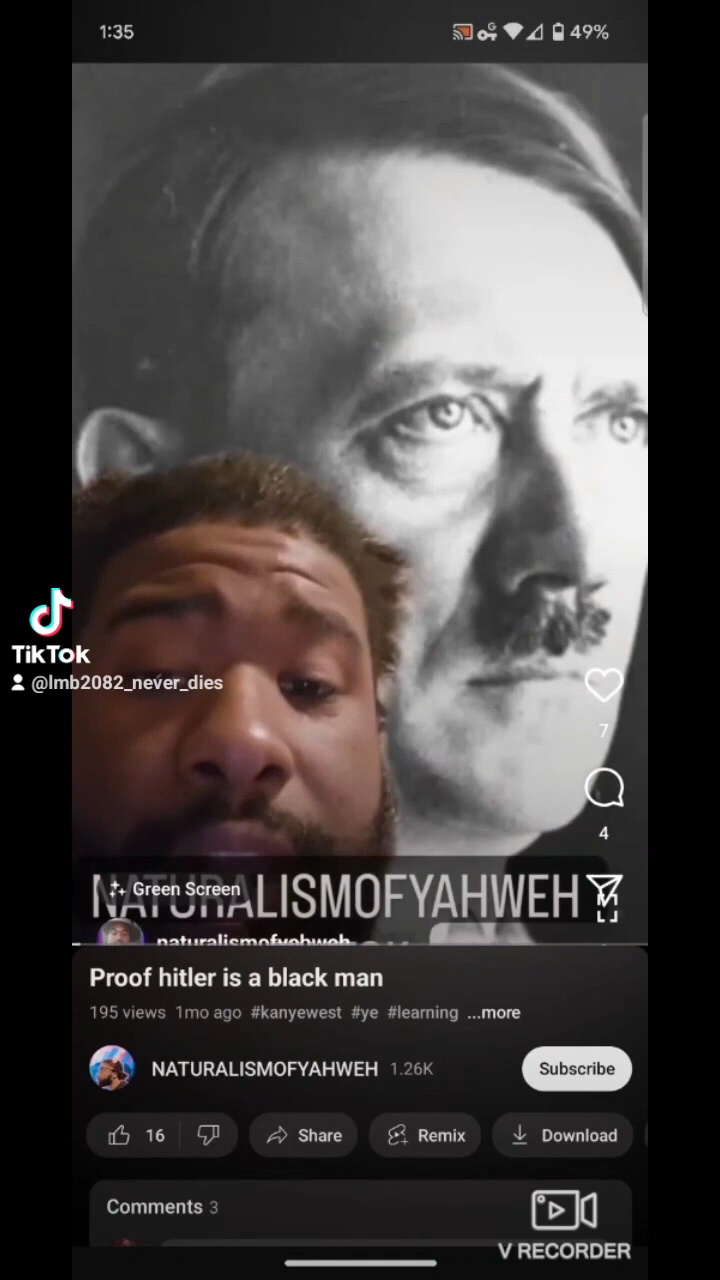 1:35
49%
TikTok
@lmb2082_never_dies
7
4
NATURALISMOFYAHWEH
Green Screen
naturalismofyahweh
Proof hitler is a black man
195 views 1mo ago #kanyewest #ye #learning ...more
NATURALISMOFYAHWEH 1.26K
Subscribe
16
Share
Remix
Download
Comments 3
V RECORDER